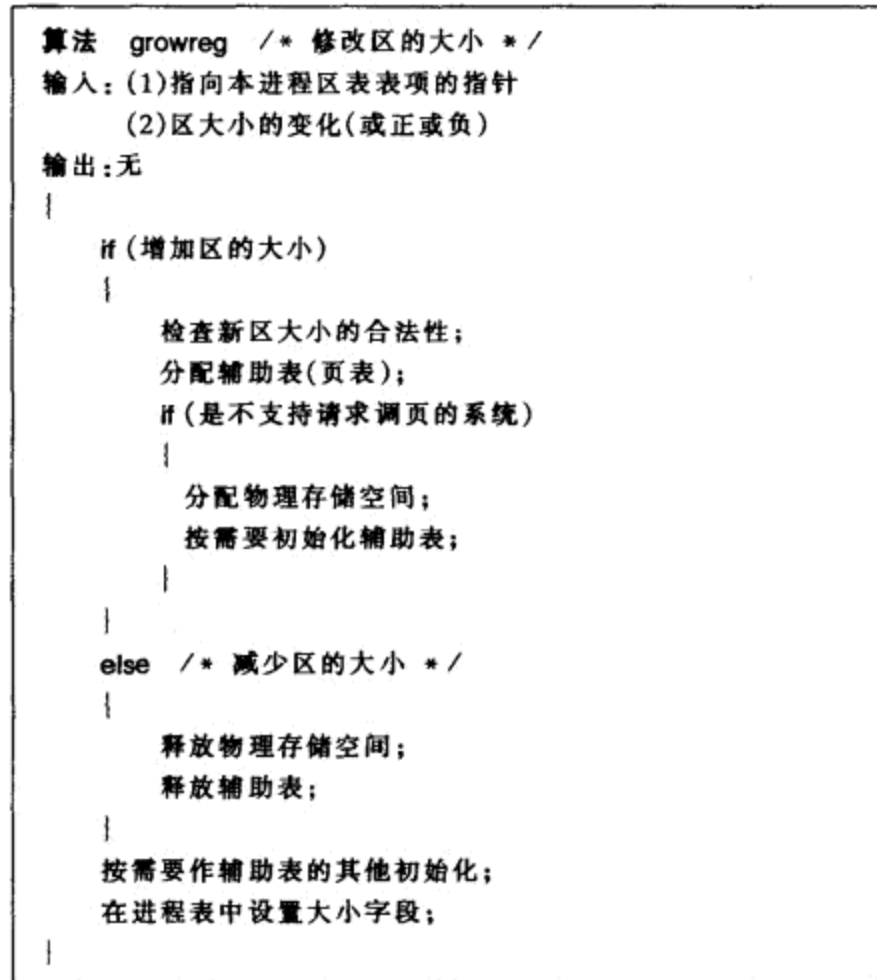 算法 growreg /* 修改区的大小 */
输入:(1)指向本进程区表表项的指针
(2)区大小的变化(或正或负)
输出:无
{
if (增加区的大小)
{
检查新区大小的合法性;
分配辅助表(页表);
if (是不支持请求调页的系统)
{
分配物理存储空间;
按需要初始化辅助表;
}
}
else /* 减少区的大小 */
{
释放物理存储空间;
释放辅助表;
}
按需要作辅助表的其他初始化;
在进程表中设置大小字段;
}